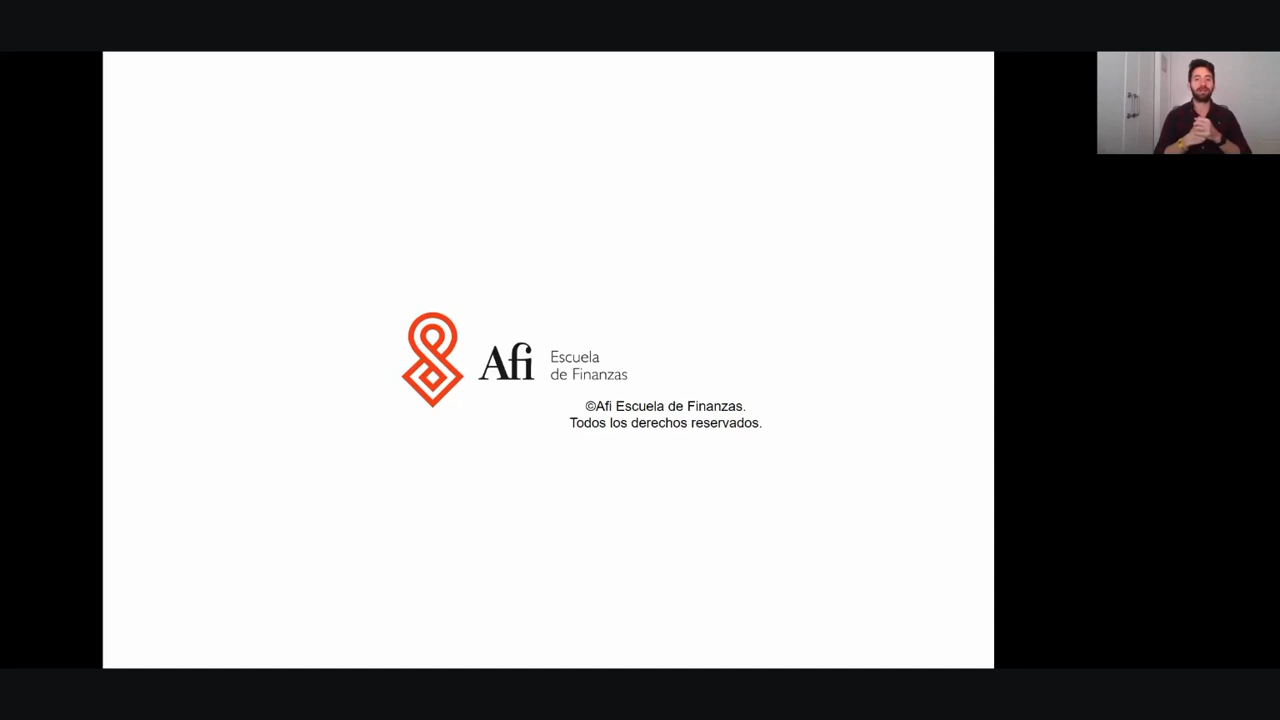 Afi
Escuela
de Finanzas
©Afi Escuela de Finanzas.
Todos los derechos reservados.